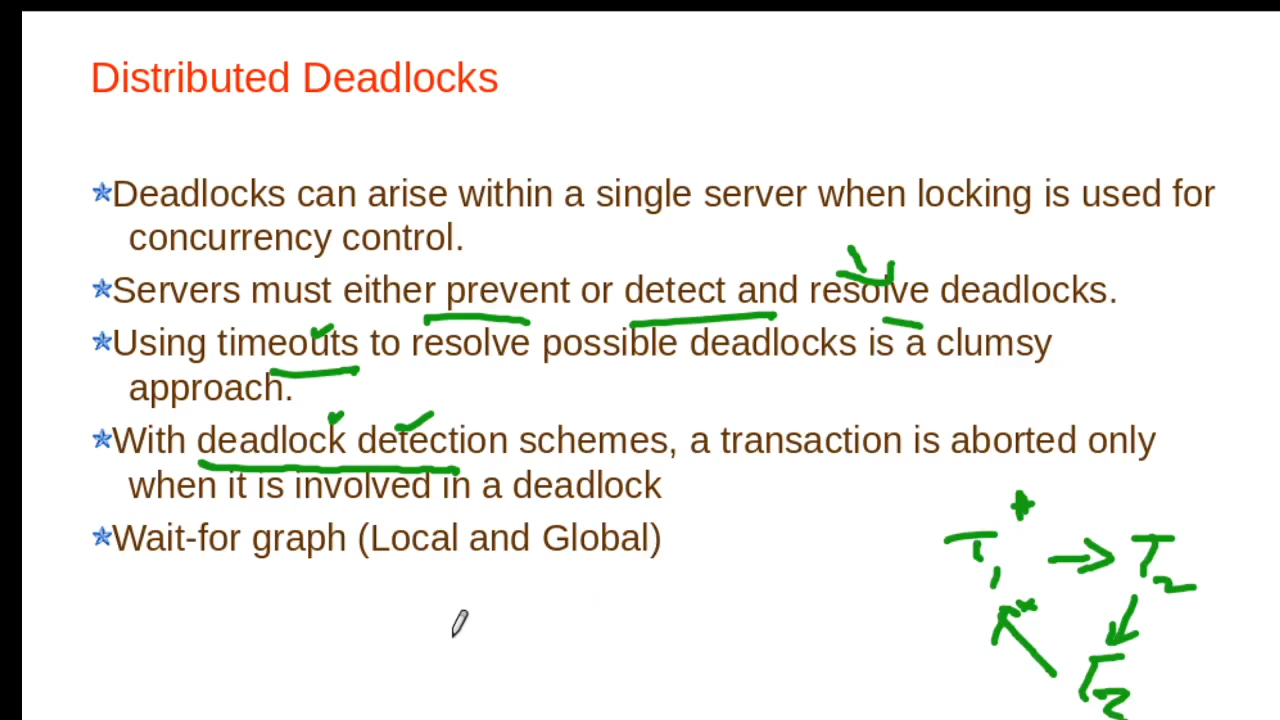 Distributed Deadlocks
Deadlocks can arise within a single server when locking is used for
concurrency control.
Servers must either prevent or detect and resolve deadlocks.
Using timeouts to resolve possible deadlocks is a clumsy
approach.
With deadlock detection schemes, a transaction is aborted only
when it is involved in a deadlock
Wait-for graph (Local and Global)
T1 → T2